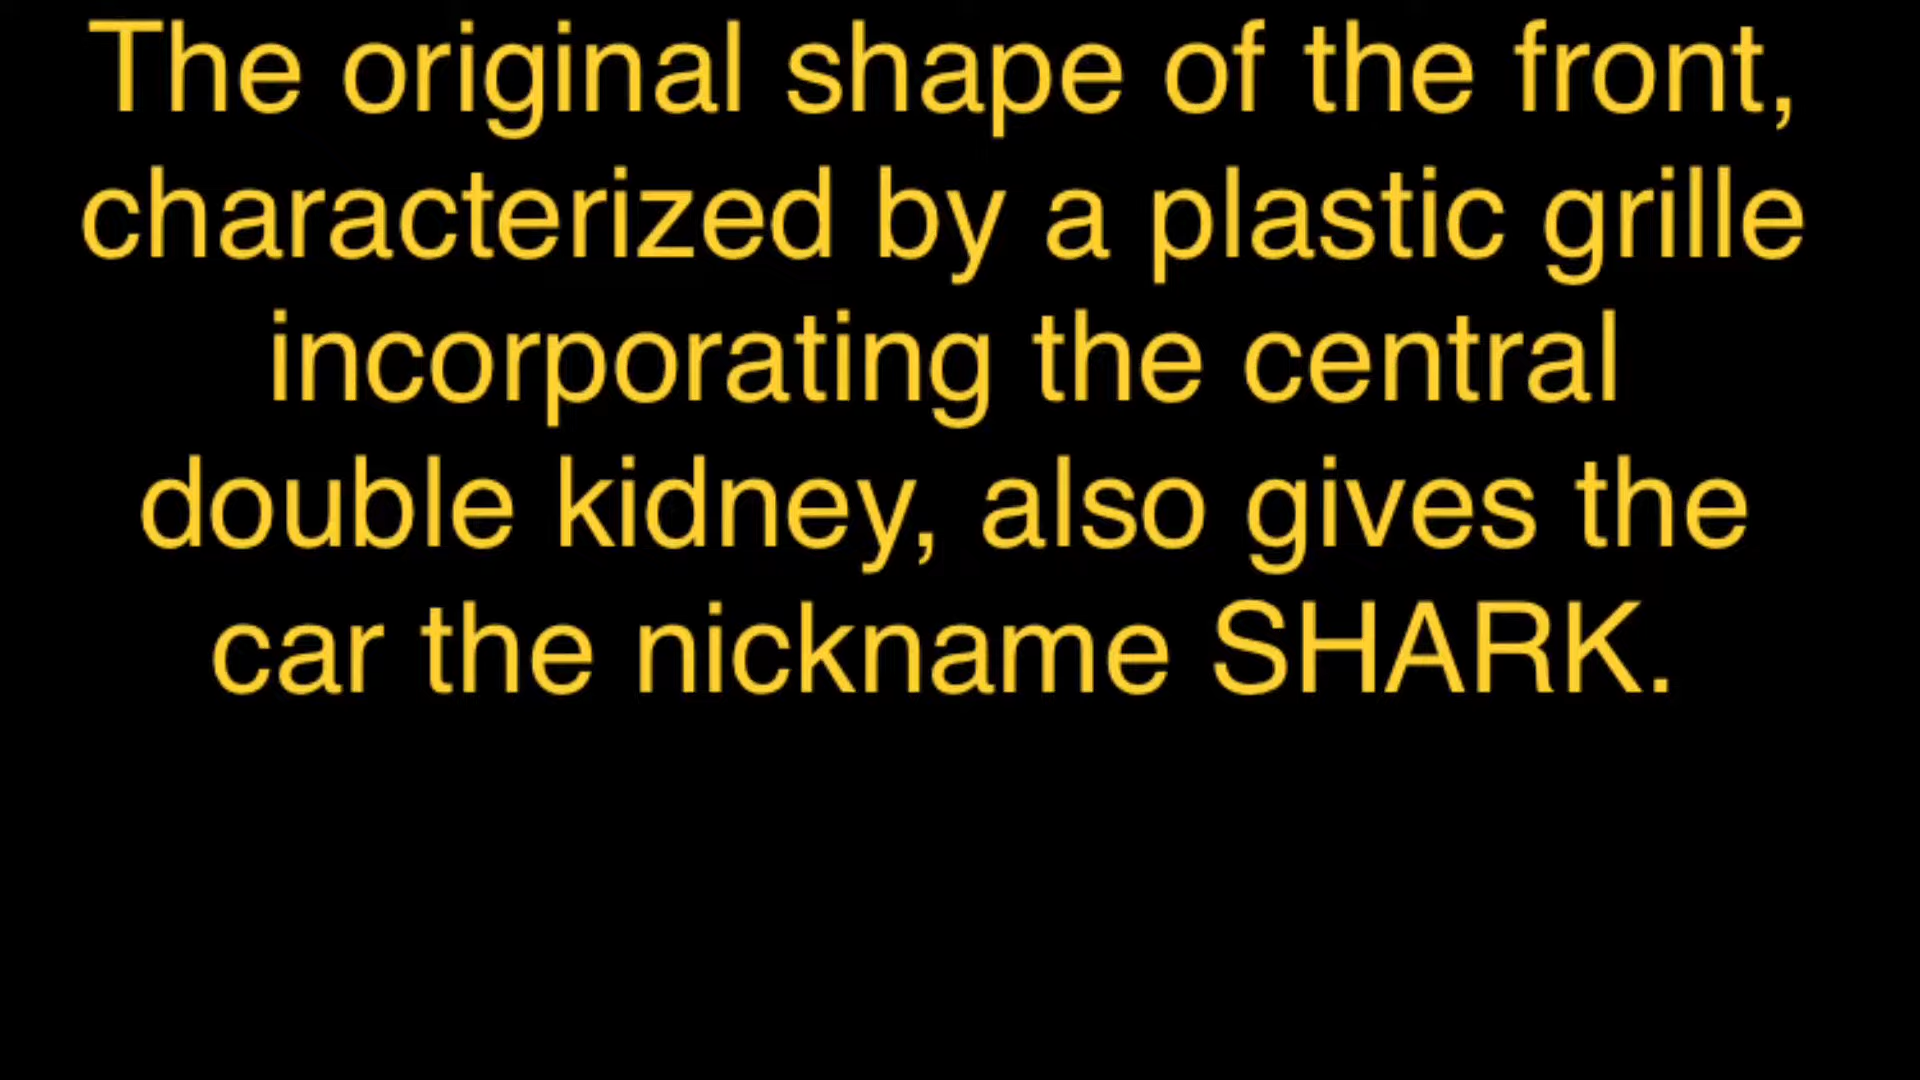 The original shape of the front,
characterized by a plastic grille
incorporating the central
double kidney, also gives the
car the nickname SHARK.